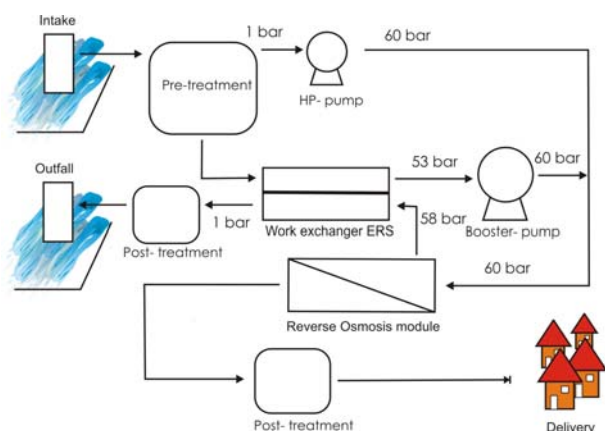 Intake
1 bar
60 bar
Pre-treatment
HP- pump
Outfall
53 bar
60 bar
1 bar
58 bar
Work exchanger ERS
Booster- pump
Post- treatment
60 bar
Reverse Osmosis module
Post- treatment
Delivery